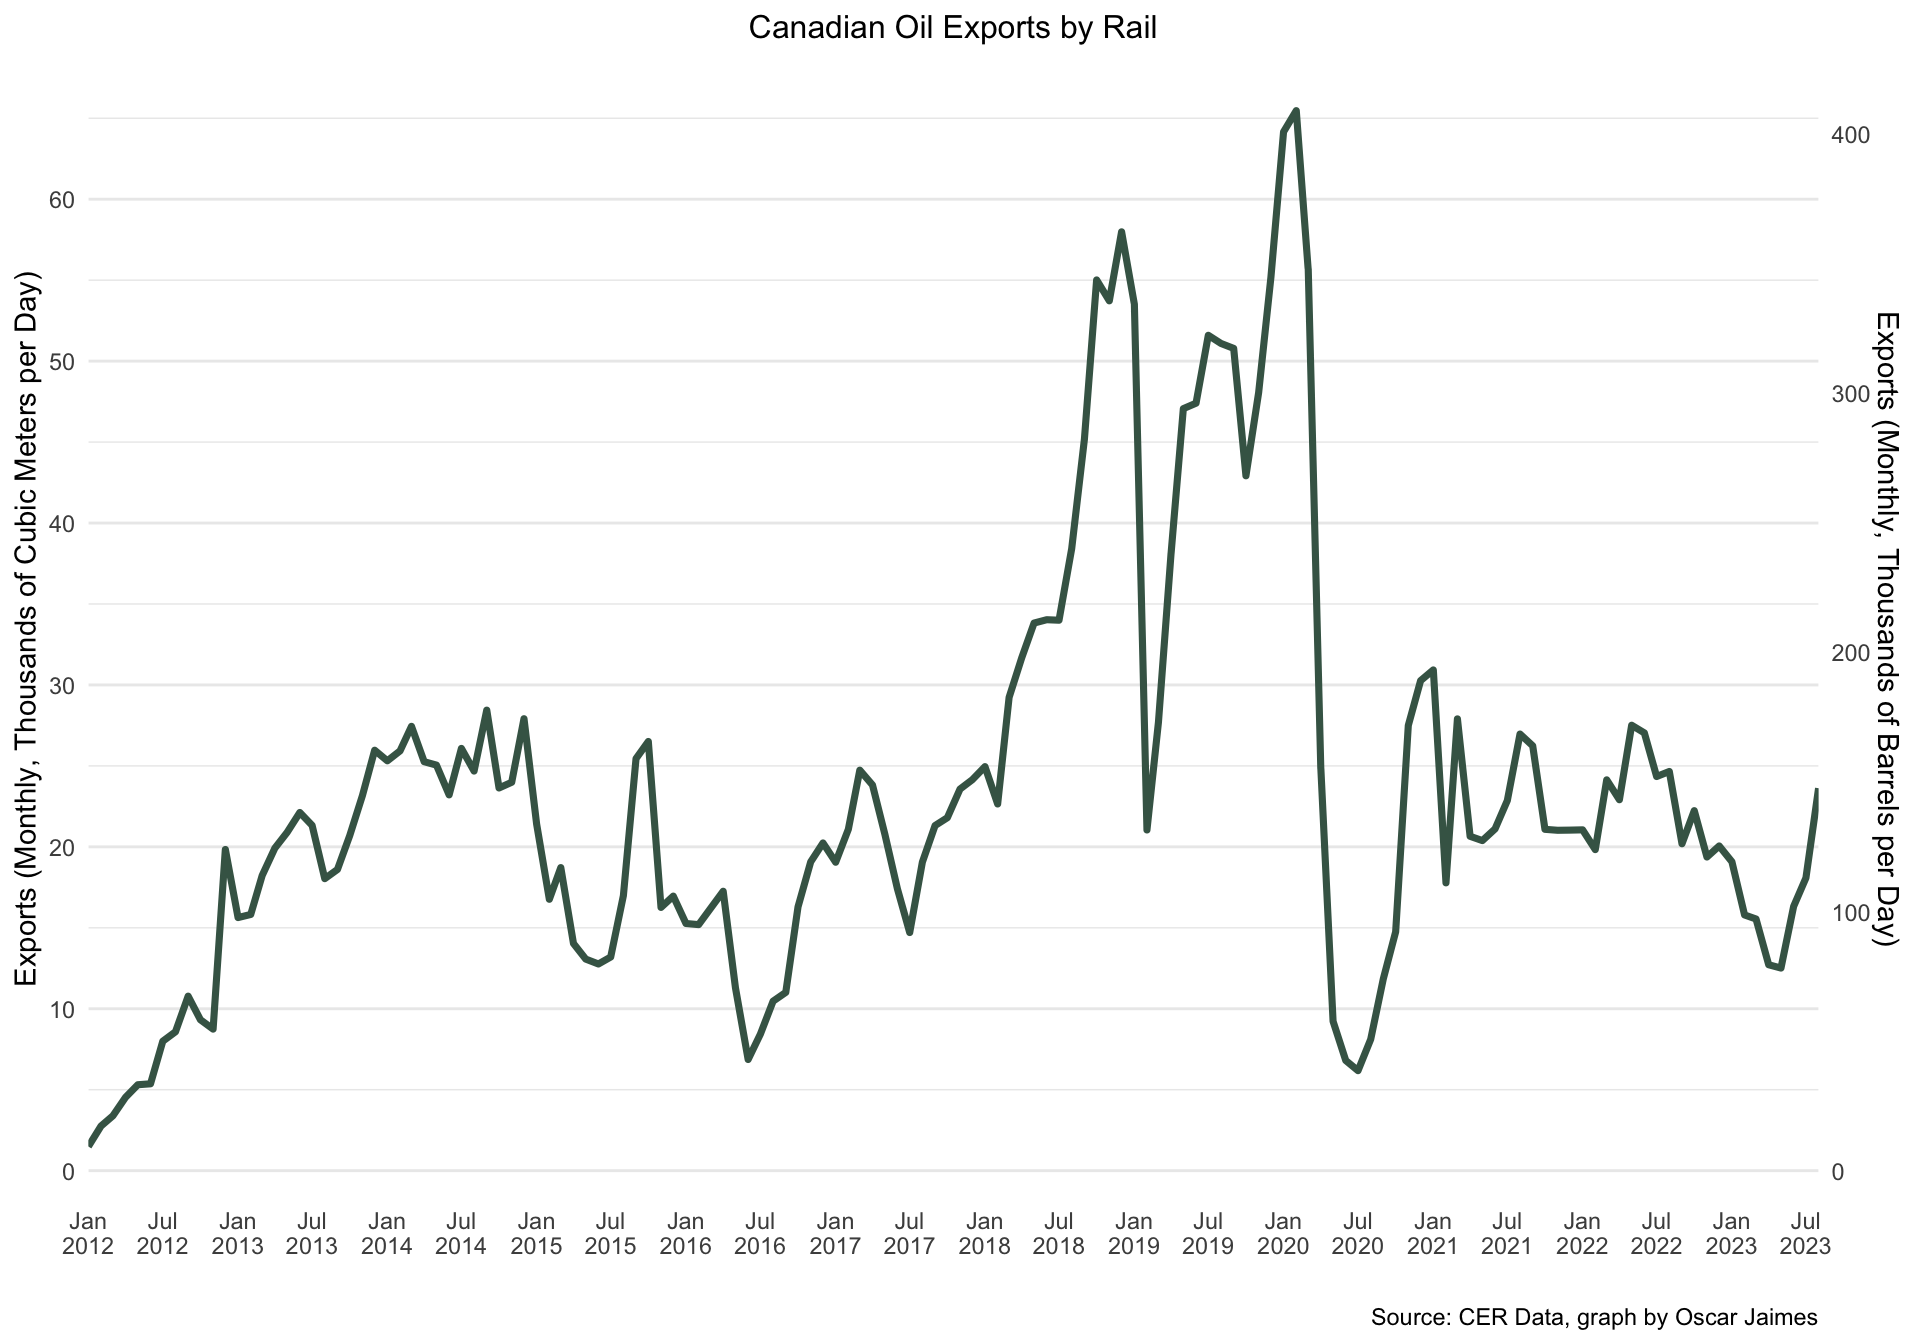 Canadian Oil Exports by Rail
Exports (Monthly, Thousands of Cubic Meters per Day)
60
50
40
30
20
10
0
400
300
200
100
0
Exports (Monthly, Thousands of Barrels per Day)
Jan Jul Jan Jul Jan Jul Jan Jul Jan Jul Jan Jul Jan Jul Jan Jul Jan Jul Jan Jul Jan Jul Jan Jul
2012 2012 2013 2013 2014 2014 2015 2015 2016 2016 2017 2017 2018 2018 2019 2019 2020 2020 2021 2021 2022 2022 2023 2023
Source: CER Data, graph by Oscar Jaimes